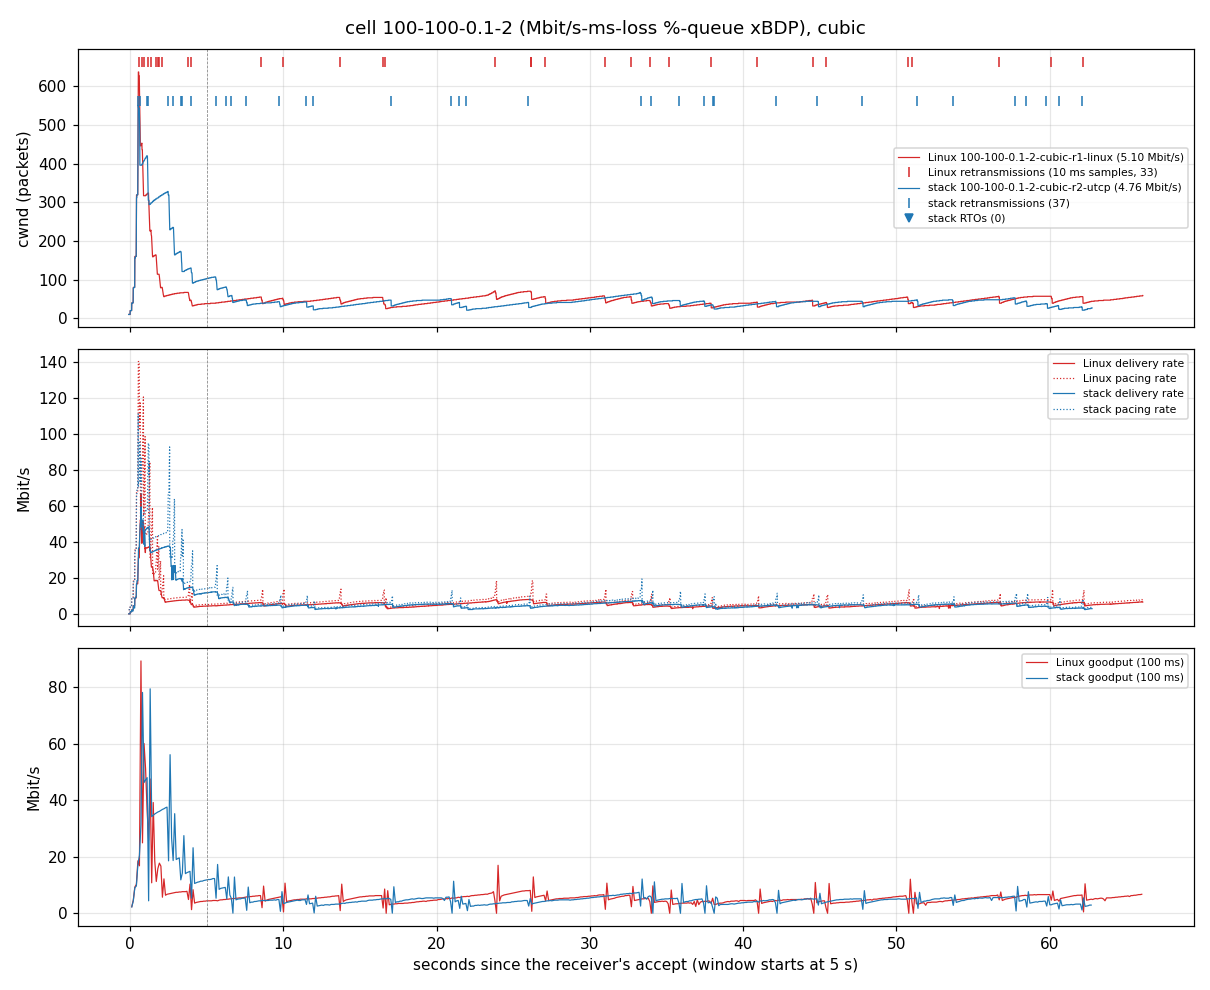 cell 100-100-0.1-2 (Mbit/s-ms-loss %-queue xBDP), cubic
cwnd (packets)
600
500
400
300
200
100
0
Linux 100-100-0.1-2-cubic-r1-linux (5.10 Mbit/s)
Linux retransmissions (10 ms samples, 33)
stack 100-100-0.1-2-cubic-r2-utcp (4.76 Mbit/s)
stack retransmissions (37)
stack RTOs (0)
Mbit/s
140
120
100
80
60
40
20
0
Linux delivery rate
Linux pacing rate
stack delivery rate
stack pacing rate
Mbit/s
80
60
40
20
0
Linux goodput (100 ms)
stack goodput (100 ms)
0 10 20 30 40 50 60
seconds since the receiver's accept (window starts at 5 s)